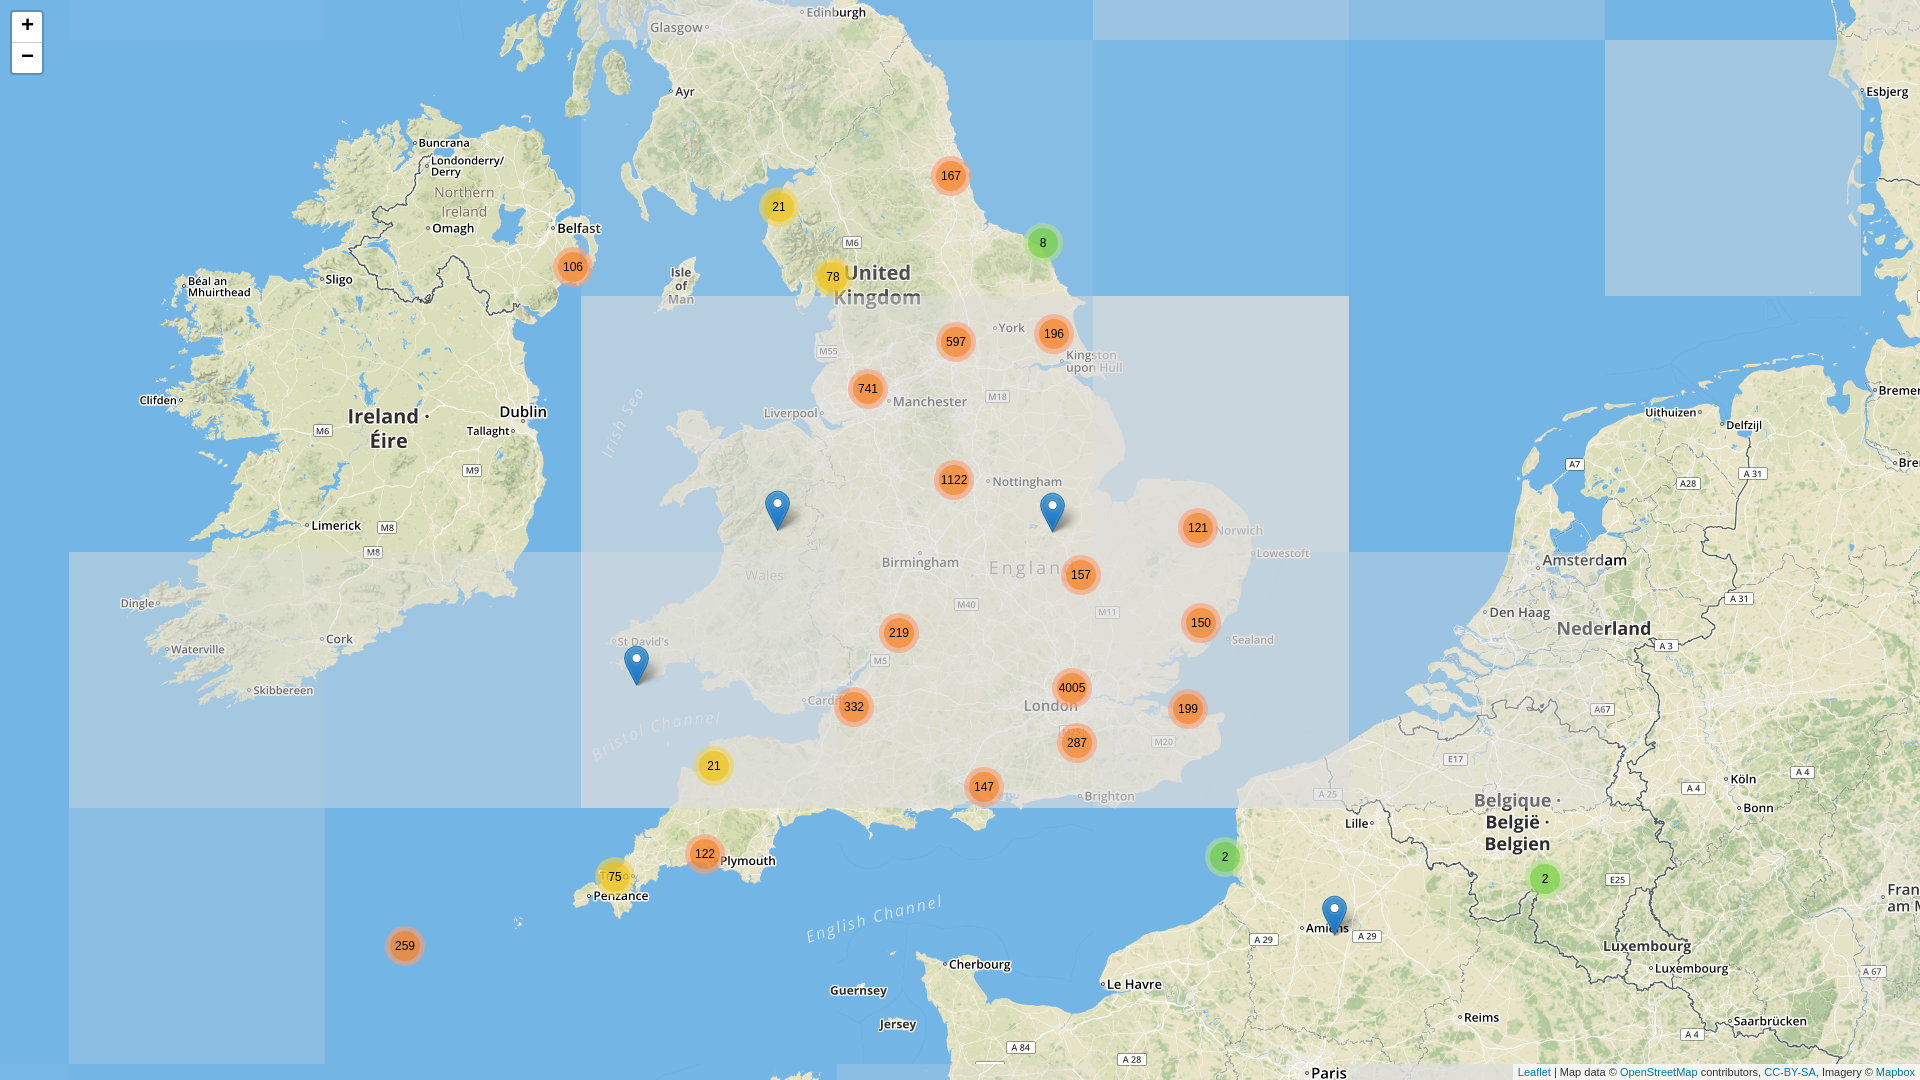 +
−
Edinburgh
Glasgow
Ayr
Esbjerg
Buncrana
Londonderry/
Derry
167
Northern
Ireland
21
Omagh
Belfast
M6
8
106
Isle
of
Man
78
United
Kingdom
Sligo
Béal an
Mhuirthead
York
196
597
M55
Kingston
upon Hull
741
M18
Manchester
Clifden
Irish Sea
Liverpool
Dublin
Ireland ·
Éire
M6
Tallaght
Uithuizen
Delfzijl
Bremer
A7
A 31
Bre
M9
1122
Nottingham
A28
Limerick
M8
121
Norwich
M8
Lowestoft
Birmingham
England
157
Wales
Amsterdam
Dingle
M40
M11
A 31
Den Haag
219
150
Cork
St David's
Sealand
Nederland
Waterville
M5
A 3
Skibbereen
4005
Cardiff
332
London
199
A67
Bristol Channel
287
M20
E17
21
147
Brighton
A 25
Köln
A 4
A 4
Belgique ·
België ·
Belgien
Bonn
Lille
122
Plymouth
2
75
Penzance
2
E25
Fran
am M
English Channel
Amiens
A 29
A 29
259
Luxembourg
Cherbourg
Luxembourg
A 67
Le Havre
Guernsey
Jersey
Reims
Saarbrücken
A 4
A 84
A 28
Paris
Leaflet | Map data © OpenStreetMap contributors, CC-BY-SA, Imagery © Mapbox